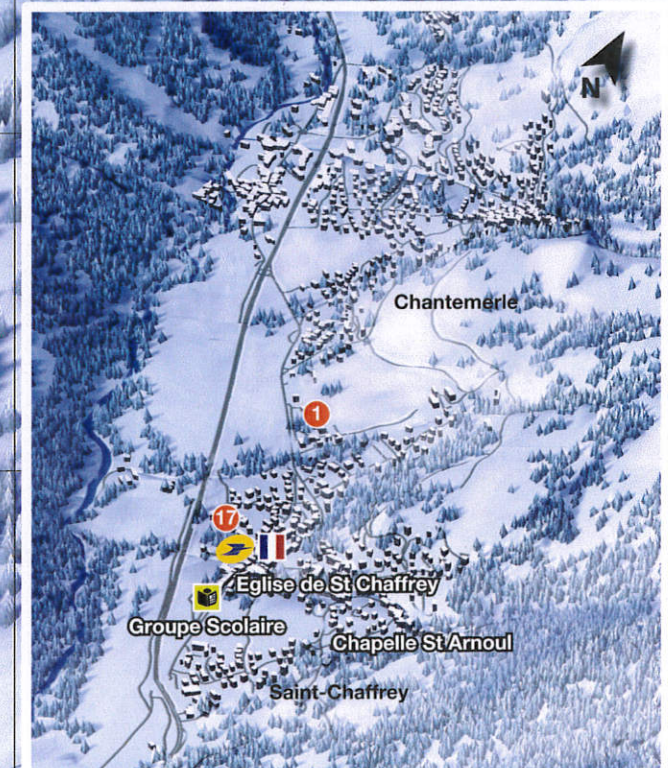 N
Chantemerle
1
17
Eglise de St Chaffrey
Groupe Scolaire
Chapelle St Arnoul
Saint-Chaffrey